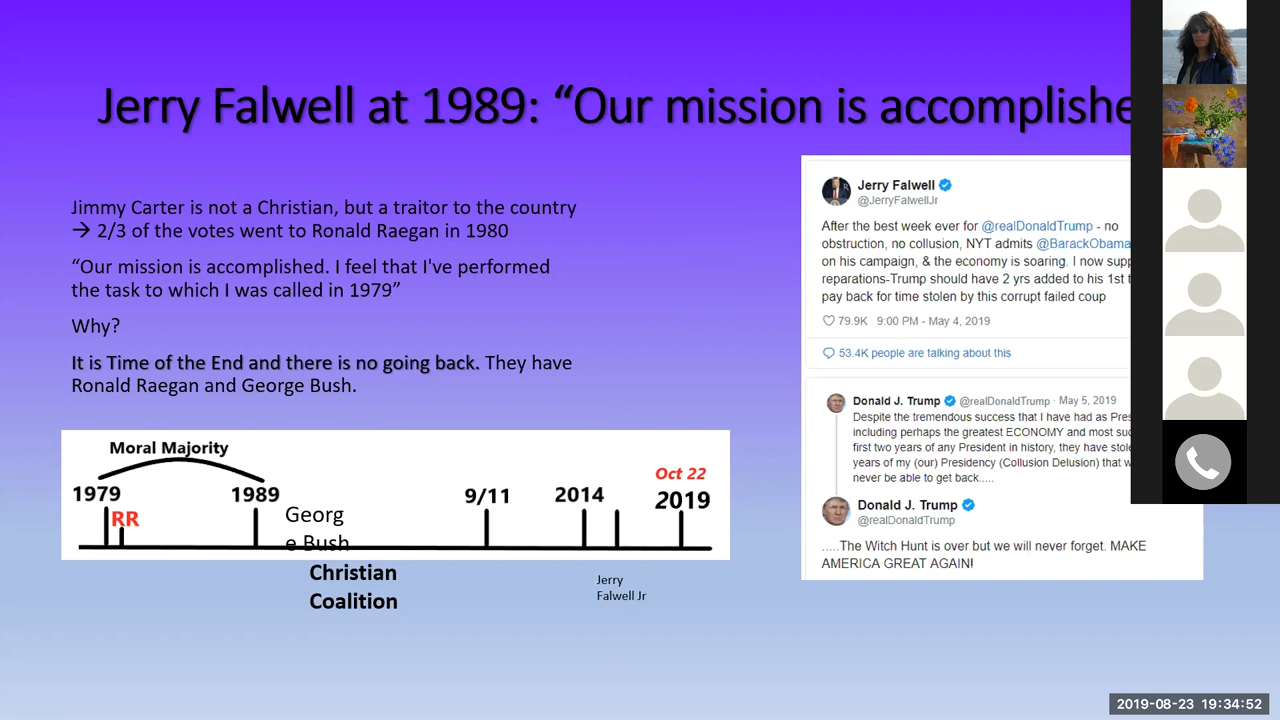 Jerry Falwell at 1989: “Our mission is accomplishe
Jimmy Carter is not a Christian, but a traitor to the country
→ 2/3 of the votes went to Ronald Raegan in 1980
“Our mission is accomplished. I feel that I've performed
the task to which I was called in 1979”
Why?
It is Time of the End and there is no going back. They have
Ronald Raegan and George Bush.
Moral Majority
1979
RR
1989
Georg
e Bush
Christian
Coalition
9/11
2014
Jerry
Falwell Jr
Oct 22
2019
Jerry Falwell
@JerryFalwellJr
After the best week ever for @realDonaldTrump - no
obstruction, no collusion, NYT admits @BarackObama
on his campaign, & the economy is soaring. I now supp
reparations-Trump should have 2 yrs added to his 1st t
pay back for time stolen by this corrupt failed coup
79.9K 9:00 PM - May 4, 2019
53.4K people are talking about this
Donald J. Trump @realDonaldTrump · May 5, 2019
Despite the tremendous success that I have had as Pres
including perhaps the greatest ECONOMY and most suc
first two years of any President in history, they have stole
years of my (our) Presidency (Collusion Delusion) that w
never be able to get back.....
Donald J. Trump
@realDonaldTrump
.....The Witch Hunt is over but we will never forget. MAKE
AMERICA GREAT AGAIN!
2019-08-23 19:34:52